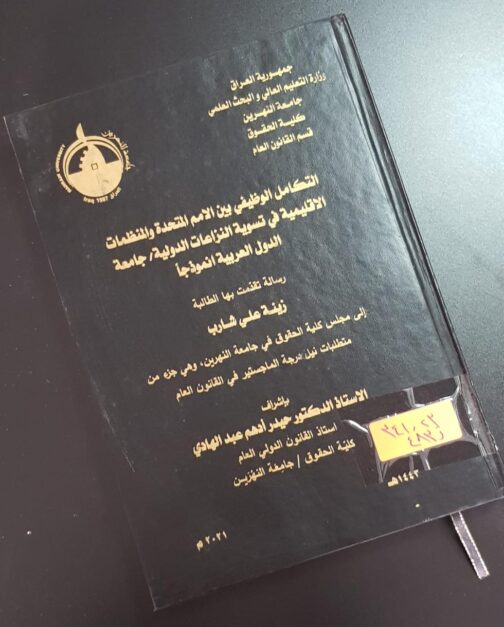 جمهورية العراق
وزارة التعليم العالي و البحث العلمي
جامعة النهرين
كلية الحقوق
قسم القانون العام
التكامل الوظيفي بين الامم المتحدة والمنظمات
الاقليمية في تسوية النزاعات الدولية/ جامعة
الدول العربية انموذجاً
رسالة تقدمت بها الطالبة
زينة علي شارب
إلى مجلس كلية الحقوق في جامعة النهرين، وهي جزء من
متطلبات نيل درجة الماجستير في القانون العام
بإشراف
الاستاذ الدكتور حيدر أدهم عبد الهادي
استاذ القانون الدولي العام
كلية الحقوق / جامعة النهرين
١٤٤٣هـ
٢٠٢١ م